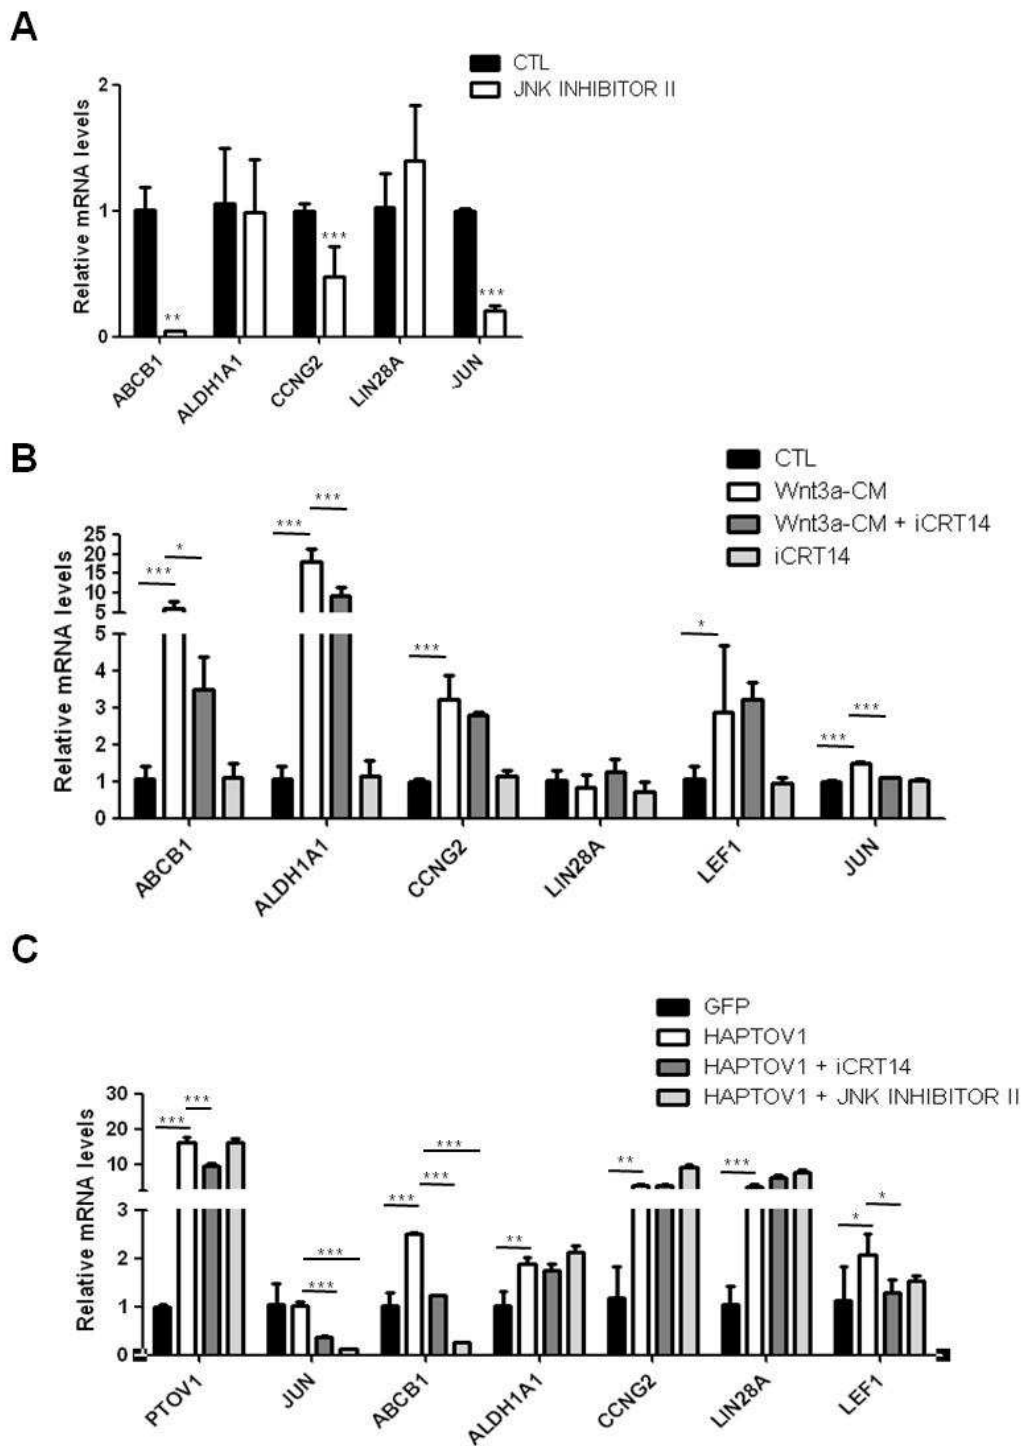 A
CTL
JNK INHIBITOR II
Relative mRNA levels
2
1
0
** *** ***
ABCB1 ALDH1A1 CCNG2 LIN28A JUN
B
CTL
Wnt3a-CM
Wnt3a-CM + iCRT14
iCRT14
Relative mRNA levels
25
20
15
10
5
5
4
3
2
1
0
*** * *** *** *** * *** ***
ABCB1 ALDH1A1 CCNG2 LIN28A LEF1 JUN
C
GFP
HAPTOV1
HAPTOV1 + iCRT14
HAPTOV1 + JNK INHIBITOR II
Relative mRNA levels
30
20
10
3
2
1
0
*** *** *** *** *** *** *** ** ** *** * *
PTOV1 JUN ABCB1 ALDH1A1 CCNG2 LIN28A LEF1